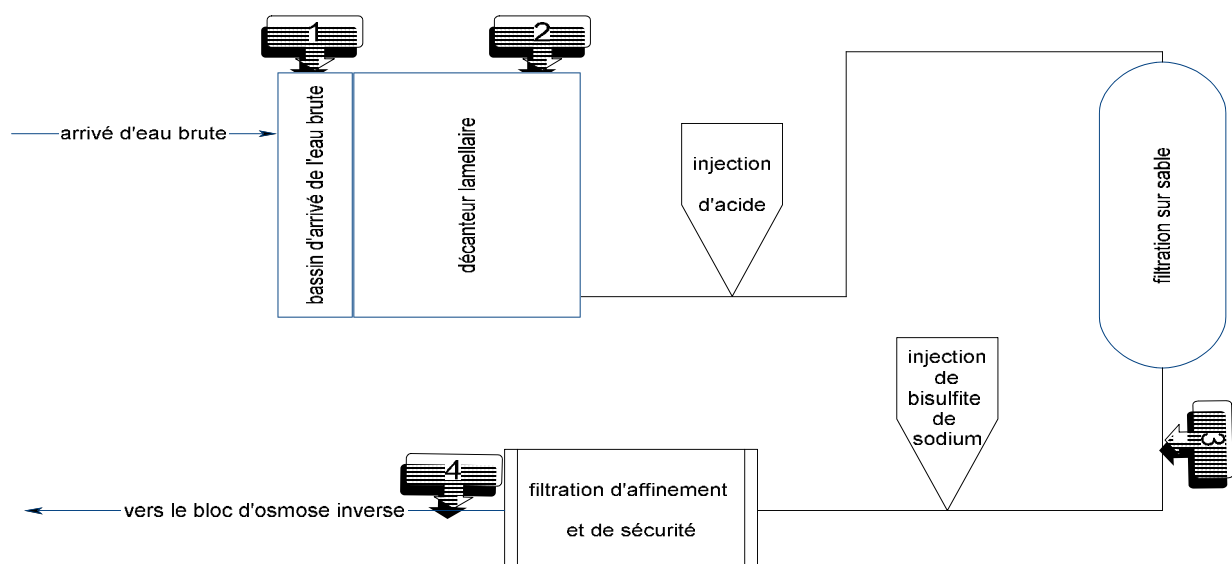 1
2
arrivé d'eau brute
bassin d'arrivé de l'eau brute
décanteur lamellaire
injection
d'acide
filtration sur sable
injection
de
bisulfite
de
sodium
3
4
filtration d'affinement
et de sécurité
vers le bloc d'osmose inverse